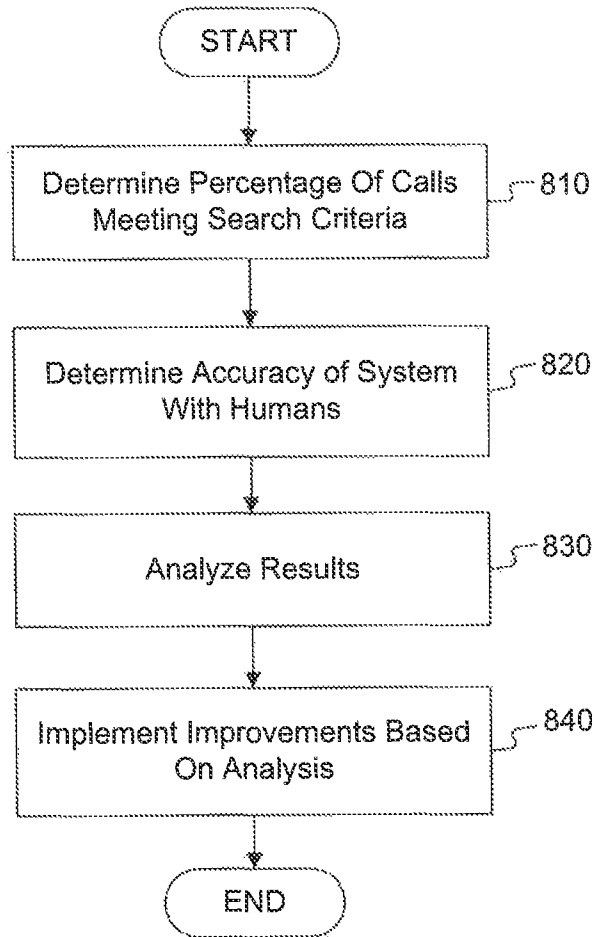 START
Determine Percentage Of Calls
Meeting Search Criteria
810
Determine Accuracy of System
With Humans
820
Analyze Results
830
Implement Improvements Based
On Analysis
840
END